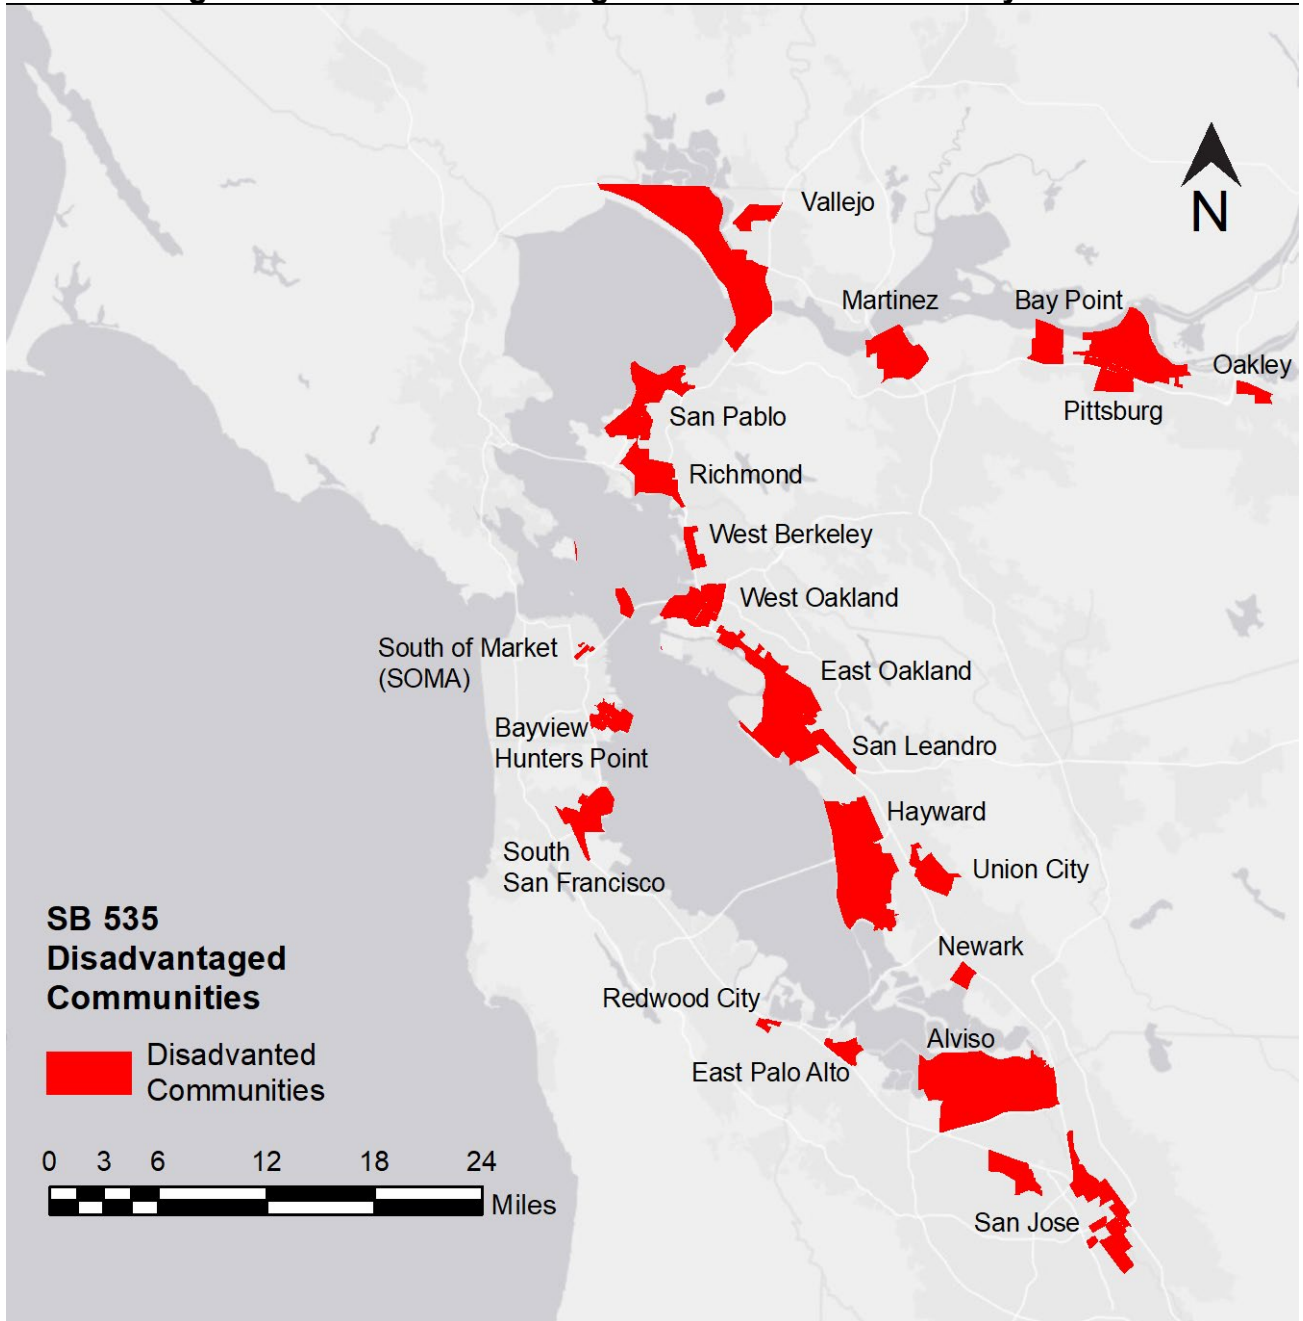 Vallejo
N
Martinez
Bay Point
Oakley
Pittsburg
San Pablo
Richmond
West Berkeley
West Oakland
South of Market
(SOMA)
East Oakland
Bayview
Hunters Point
San Leandro
Hayward
South
San Francisco
Union City
SB 535
Disadvantaged
Communities
Newark
Redwood City
Alviso
Disadvanted
Communities
East Palo Alto
0 3 6 12 18 24
Miles
San Jose